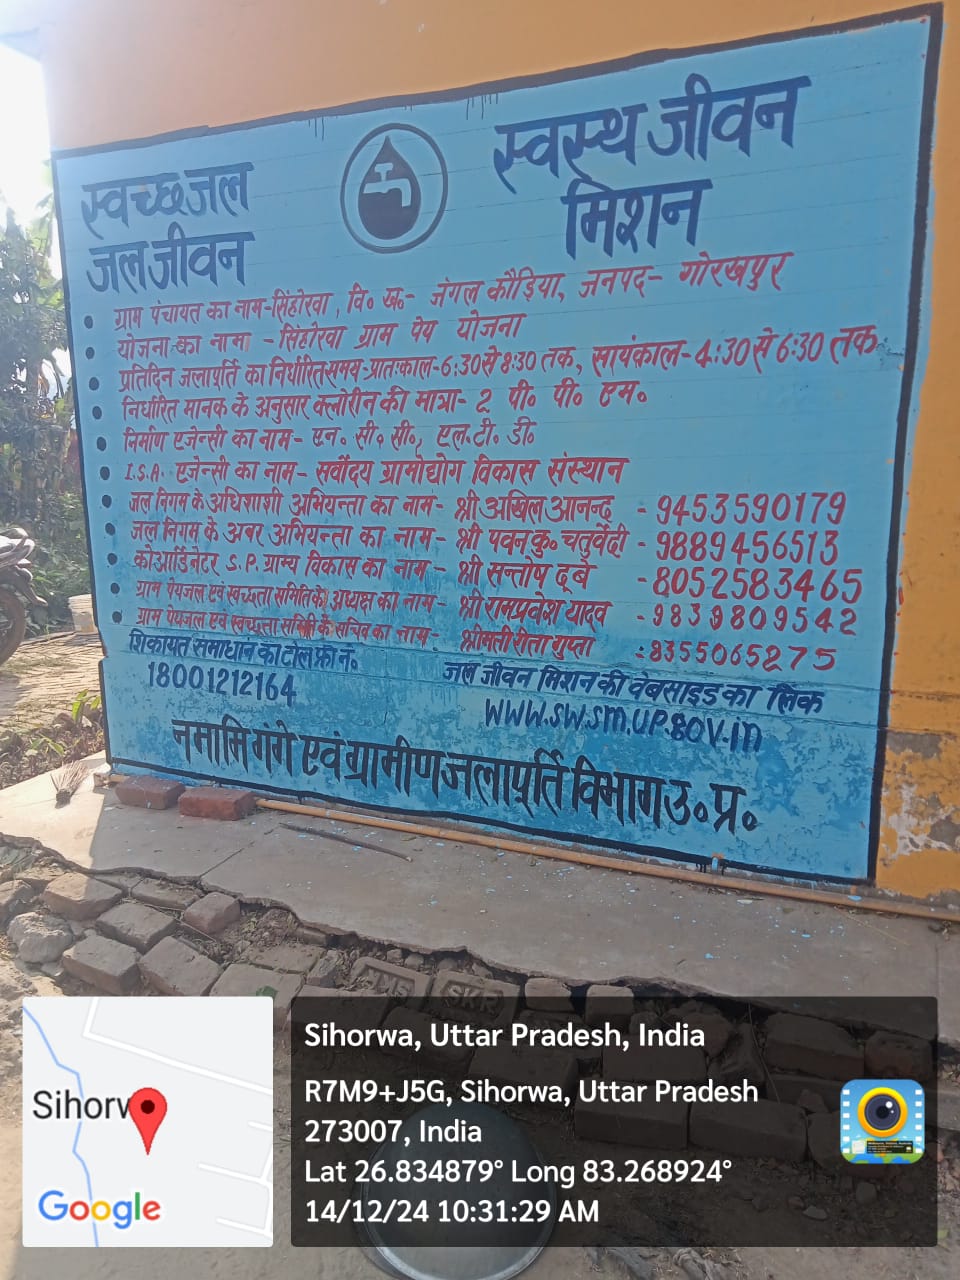 स्वच्छ जल
जल जीवन
स्वस्थ जीवन
मिशन
ग्राम पंचायत का नाम-सिंहोरवा, वि० ख०- जंगल कौड़िया, जनपद- गोरखपुर
योजना का नाम - सिंहोरवा ग्राम पेय योजना
प्रतिदिन जलापूर्ति का निर्धारित समय-प्रातःकाल-6:30 से 8:30 तक, सायंकाल-4:30 से 6:30 तक
निर्धारित मानक के अनुसार क्लोरीन की मात्रा- 2 पी० पी० एम०
निर्माण एजेन्सी का नाम- एन० सी० सी०, एल.टी. डी०
I.S.A. एजेन्सी का नाम- सर्वोदय ग्रामोद्योग विकास संस्थान
जल निगम के अधिशाशी अभियन्ता का नाम- श्री अखिल आनन्द - 9453590179
जल निगम के अबर अभियन्ता का नाम- श्री पवन कु० चतुर्वेदी - 9889456513
कोआर्डिनेटर S.P. ग्राम्य विकास का नाम - श्री सन्तोष दूबे -8052583465
ग्राम पेयजल एवं स्वच्छता समिति के अध्यक्ष का नाम- श्री रामप्रवेश यादव -9839809542
ग्राम पेयजल एवं स्वच्छता समिति के सचिव का नाम- श्रीमती रीता गुप्ता -8355065275
शिकायत समाधान का टोल फ्री नं.
18001212164
जल जीवन मिशन की वेबसाइड का लिंक
WWW.SWSM.UP.GOV.in
नमामि गंगे एवं ग्रामीण जलापूर्ति विभाग उ० प्र०
SKR
Sihorw
Google
Sihorwa, Uttar Pradesh, India
R7M9+J5G, Sihorwa, Uttar Pradesh
273007, India
Lat 26.834879° Long 83.268924°
14/12/24 10:31:29 AM